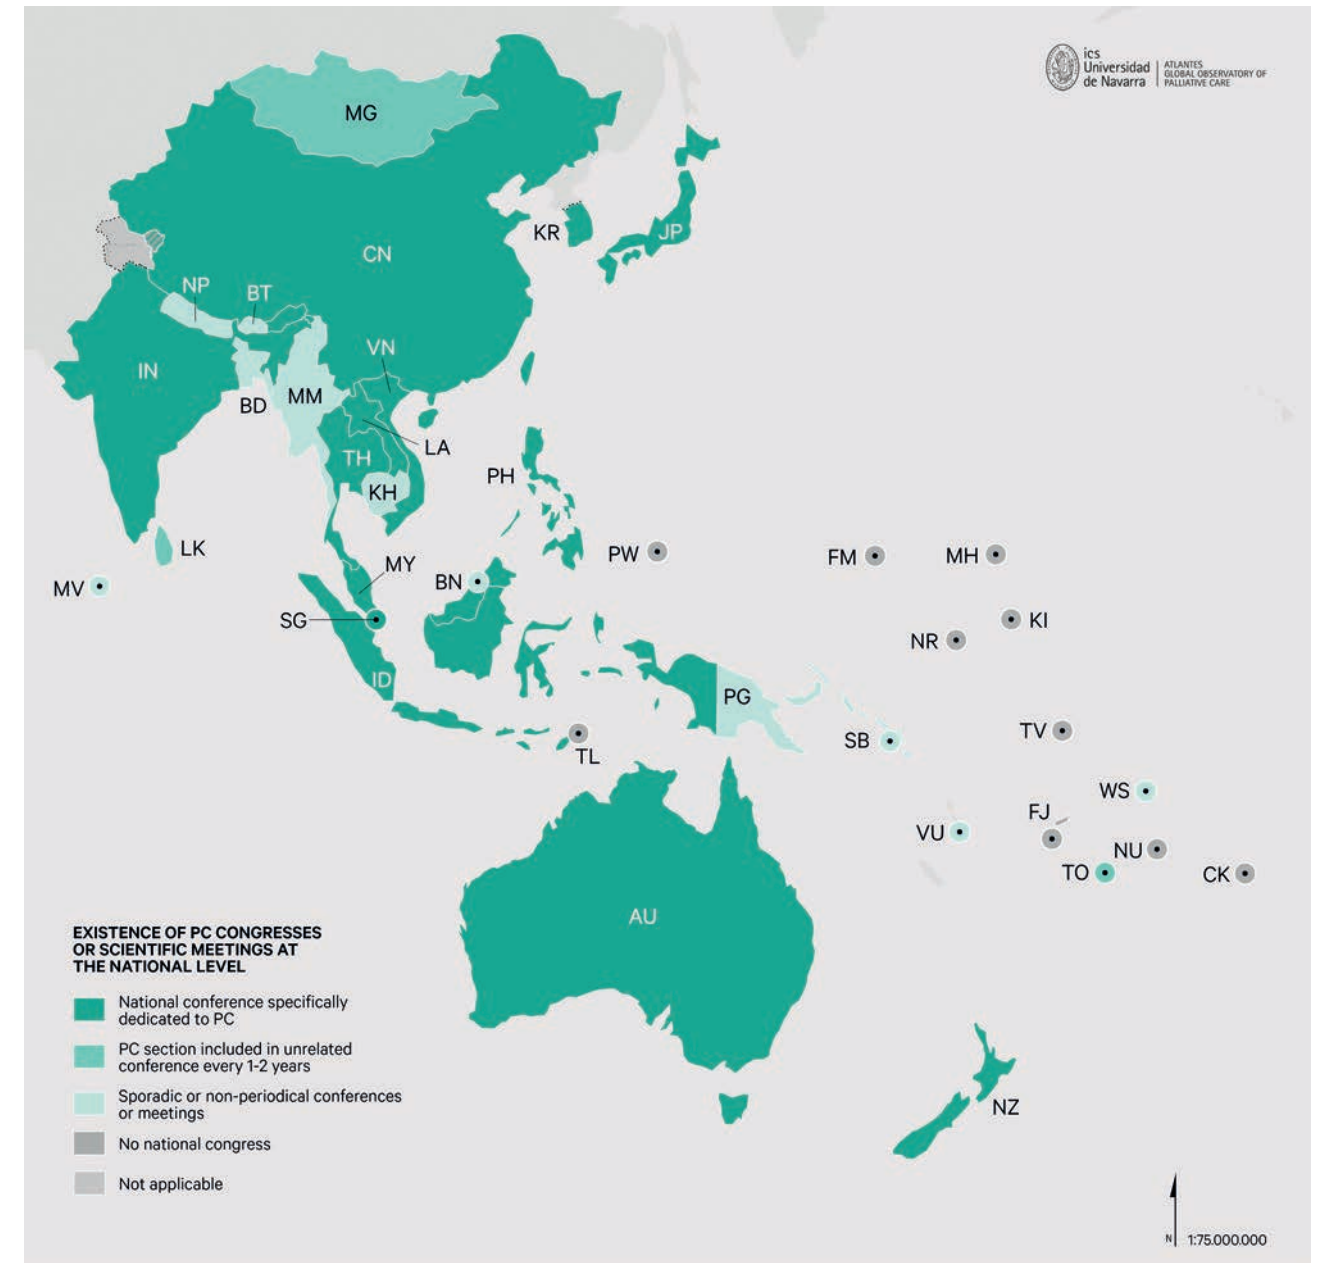 ics
Universidad
de Navarra
ATLANTES
GLOBAL OBSERVATORY OF
PALLIATIVE CARE
MG
KR
JP
CN
NP
BT
VN
IN
MM
BD
LA
TH
PH
KH
LK
PW
FM
MH
MY
BN
MV
SG
KI
NR
ID
PG
TV
SB
TL
WS
FJ
VU
NU
TO
CK
AU
EXISTENCE OF PC CONGRESSES
OR SCIENTIFIC MEETINGS AT
THE NATIONAL LEVEL
National conference specifically
dedicated to PC
PC section included in unrelated
conference every 1-2 years
Sporadic or non-periodical conferences
or meetings
No national congress
Not applicable
NZ
N
1:75.000.000